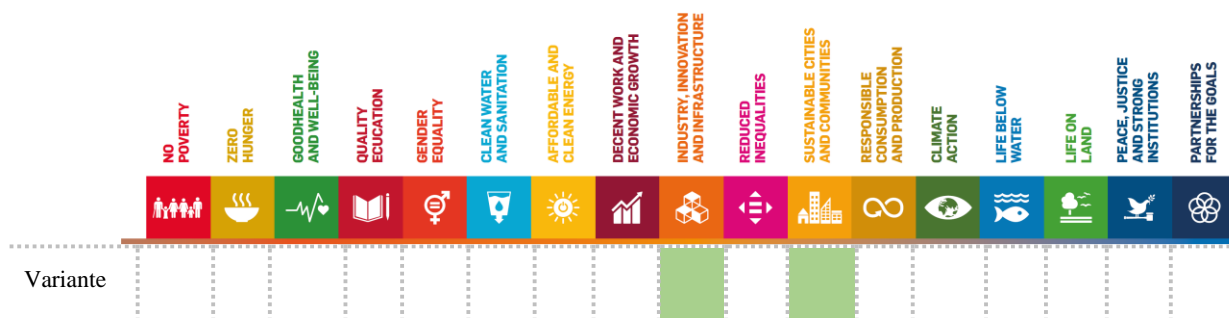 NO
POVERTY
ZERO
HUNGER
GOODHEALTH
AND WELL-BEING
QUALITY
ECUCATION
GENDER
EQUALITY
CLEAN WATER
AND SANITATION
AFFORDABLE AND
CLEAN ENERGY
DECENT WORK AND
ECONOMIC GROWTH
INDUSTRY, INNOVATION
AND INFRASTRUCTURE
REDUCED
INEQUALITIES
SUSTAINABLE CITIES
AND COMMUNITIES
RESPONSIBLE
CONSUMPTION
AND PRODUCTION
CLIMATE
ACTION
LIFE BELOW
WATER
LIFE ON
LAND
PEACE, JUSTICE
AND STRONG
INSTITUTIONS
PARTNERSHIPS
FOR THE GOALS
Variante